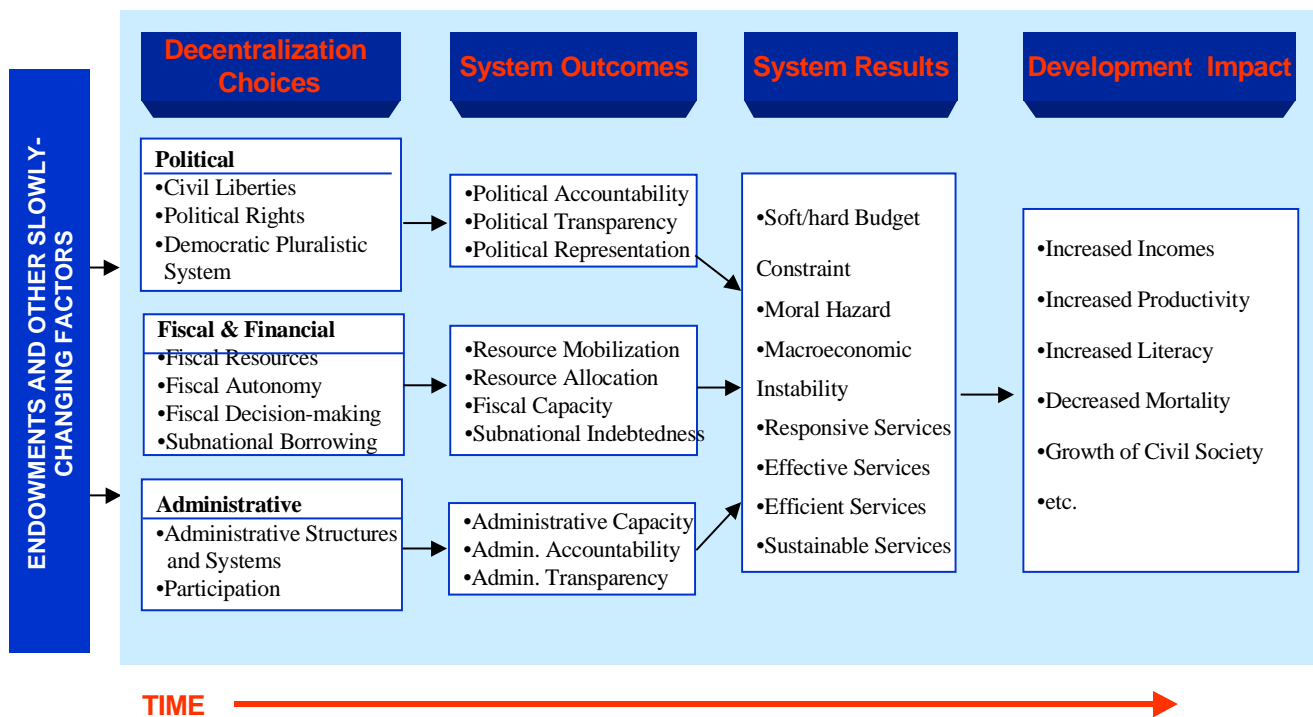 Decentralization
Choices
System Outcomes
System Results
Development Impact
ENDOWMENTS AND OTHER SLOWLY-
CHANGING FACTORS
Political
•Civil Liberties
•Political Rights
•Democratic Pluralistic
System
Fiscal & Financial
•Fiscal Resources
•Fiscal Autonomy
•Fiscal Decision-making
•Subnational Borrowing
Administrative
•Administrative Structures
and Systems
•Participation
•Political Accountability
•Political Transparency
•Political Representation
•Resource Mobilization
•Resource Allocation
•Fiscal Capacity
•Subnational Indebtedness
•Administrative Capacity
•Admin. Accountability
•Admin. Transparency
•Soft/hard Budget
Constraint
•Moral Hazard
•Macroeconomic
Instability
•Responsive Services
•Effective Services
•Efficient Services
•Sustainable Services
•Increased Incomes
•Increased Productivity
•Increased Literacy
•Decreased Mortality
•Growth of Civil Society
•etc.
TIME